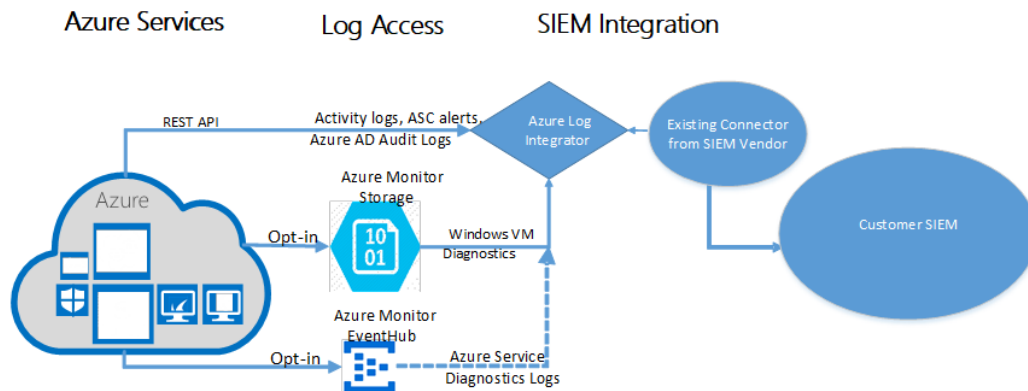 Azure Services
Log Access
SIEM Integration
REST API
Activity logs, ASC alerts,
Azure AD Audit Logs
Azure Log
Integrator
Existing Connector
from SIEM Vendor
Customer SIEM
Azure
Azure Monitor
Storage
Opt-in
10
01
Windows VM
Diagnostics
Azure Monitor
EventHub
Opt-in
Azure Service
Diagnostics Logs